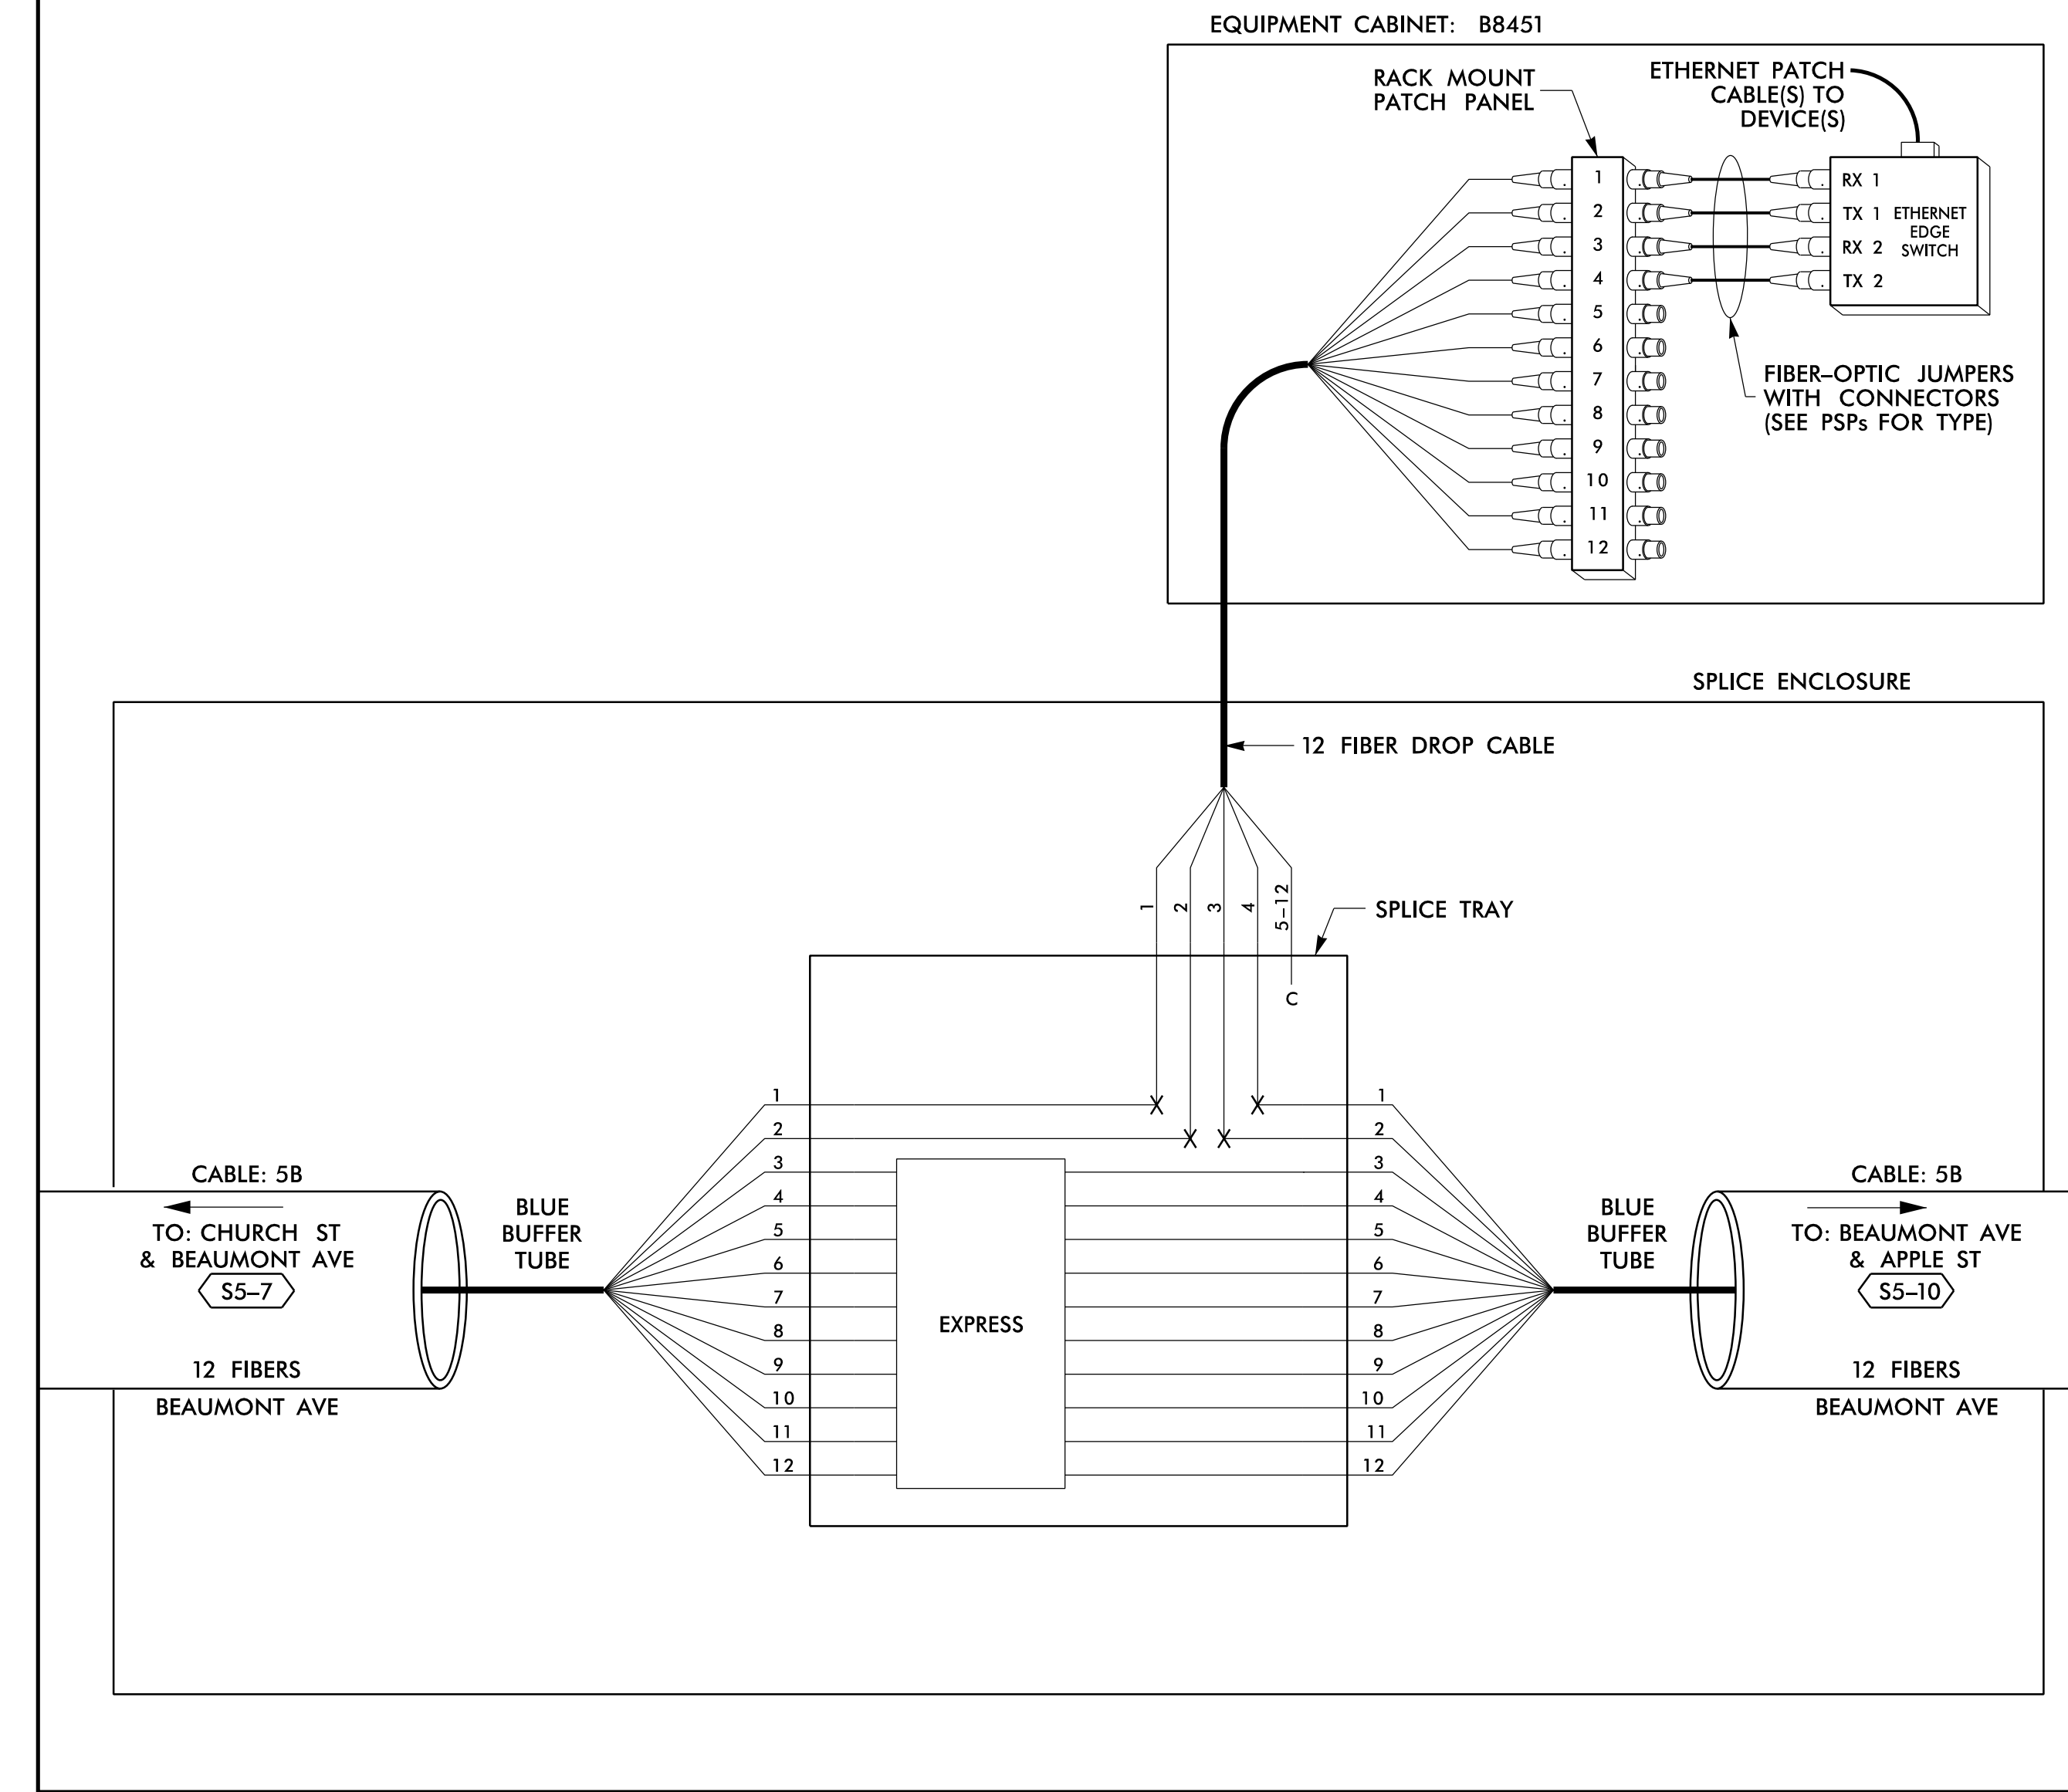 EQUIPMENT CABINET: B8451
RACK MOUNT
PATCH PANEL
ETHERNET PATCH
CABLE(S) TO
DEVICE(S)
1
2
3
4
5
6
7
8
9
10
11
12
RX 1
TX 1
RX 2
TX 2
ETHERNET
EDGE
SWITCH
FIBER-OPTIC JUMPERS
WITH CONNECTORS
(SEE PSPs FOR TYPE)
SPLICE ENCLOSURE
12 FIBER DROP CABLE
1
2
3
4
5-12
SPLICE TRAY
C
CABLE: 5B
TO: CHURCH ST
& BEAUMONT AVE
S5-7
12 FIBERS
BEAUMONT AVE
BLUE
BUFFER
TUBE
1
2
3
4
5
6
7
8
9
10
11
12
EXPRESS
1
2
3
4
5
6
7
8
9
10
11
12
BLUE
BUFFER
TUBE
CABLE: 5B
TO: BEAUMONT AVE
& APPLE ST
S5-10
12 FIBERS
BEAUMONT AVE